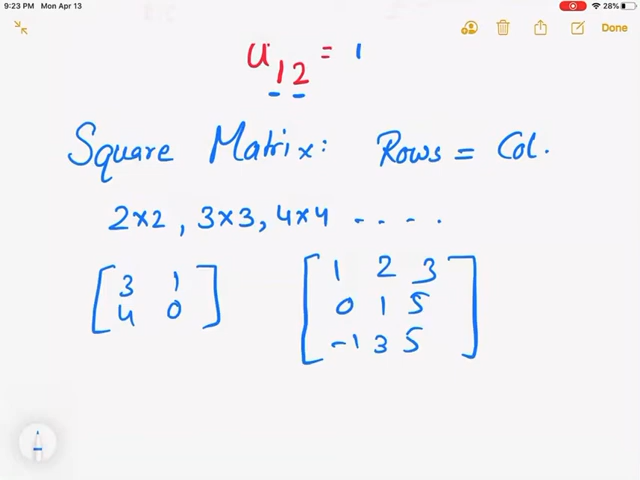 9:23 PM Mon Apr 13 28%
Done
a12 = 1
Square Matrix: Rows = Col.
2×2, 3×3, 4×4 ....
[3 1
4 0]
[1 2 3
0 1 5
-1 3 5]